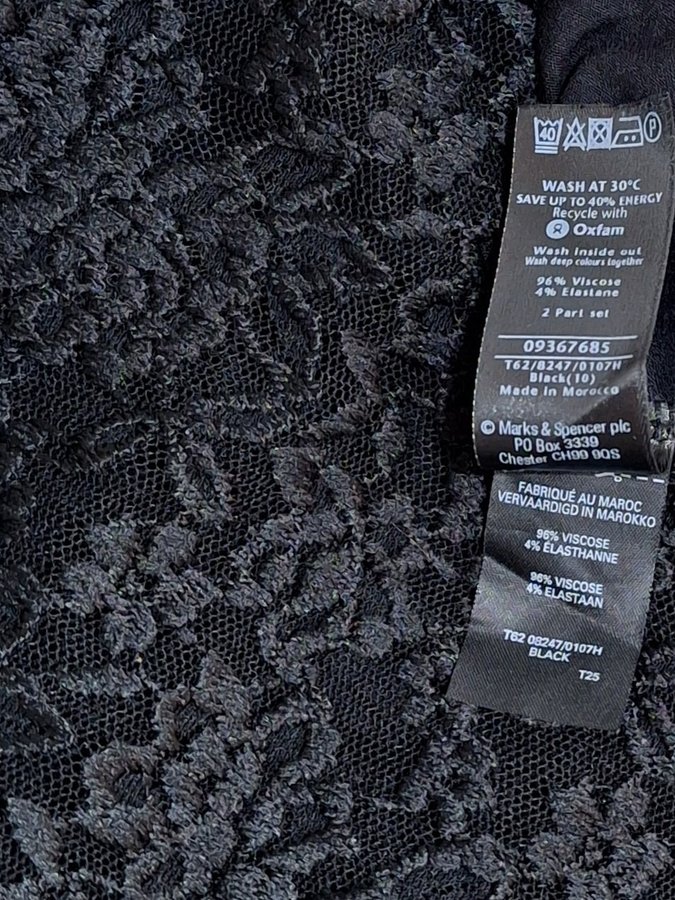 40 P
WASH AT 30°C
SAVE UP TO 40% ENERGY
Recycle with
Oxfam
Wash inside out
Wash deep colours together
96% Viscose
4% Elastane
2 Part set
09367685
T62/8247/0107H
Black(10)
Made in Morocco
© Marks & Spencer plc
PO Box 3339
Chester CH99 0QS
FABRIQUÉ AU MAROC
VERVAARDIGD IN MAROKKO
96% VISCOSE
4% ÉLASTHANNE
96% VISCOSE
4% ELASTAAN
T62 08247/0107H
BLACK
T25